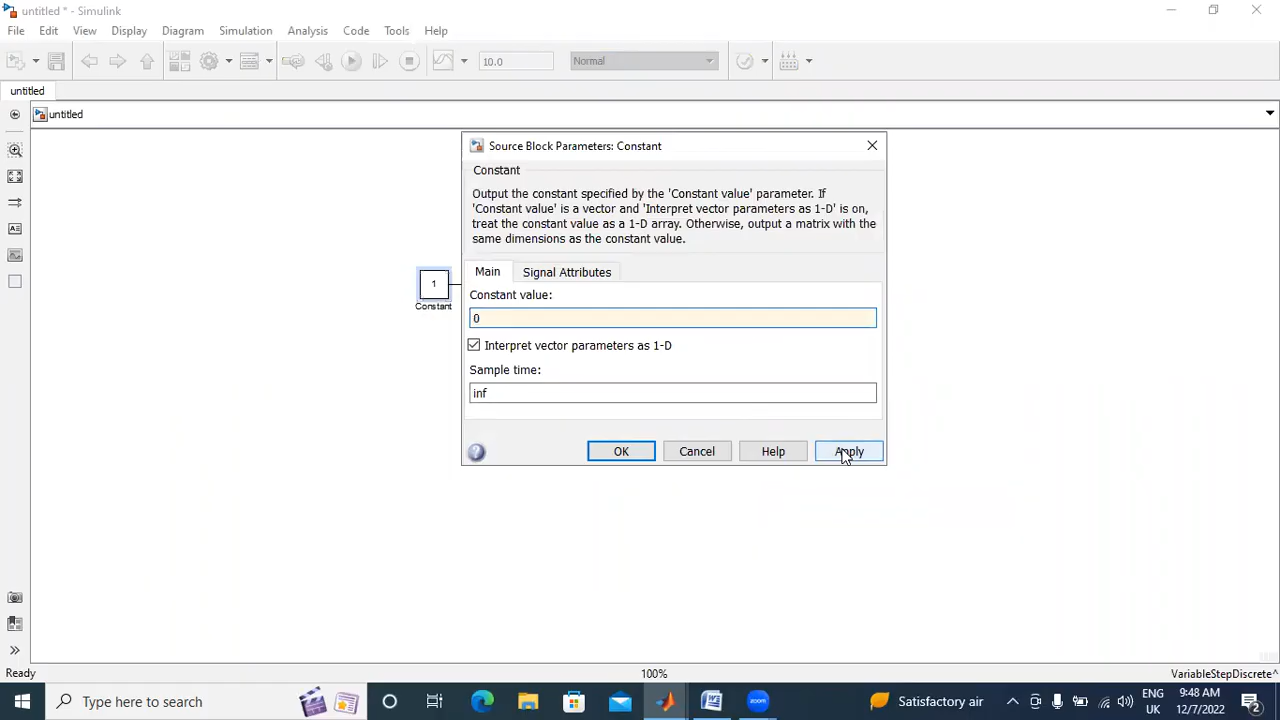 untitled * - Simulink
File Edit View Display Diagram Simulation Analysis Code Tools Help
10.0 Normal
untitled
untitled
Source Block Parameters: Constant
Constant
Output the constant specified by the 'Constant value' parameter. If
'Constant value' is a vector and 'Interpret vector parameters as 1-D' is on,
treat the constant value as a 1-D array. Otherwise, output a matrix with the
same dimensions as the constant value.
Main Signal Attributes
1
Constant
Constant value:
0
Interpret vector parameters as 1-D
Sample time:
inf
OK Cancel Help Apply
Ready 100% VariableStepDiscrete^
Type here to search
Satisfactory air
ENG
UK
9:48 AM
12/7/2022
2